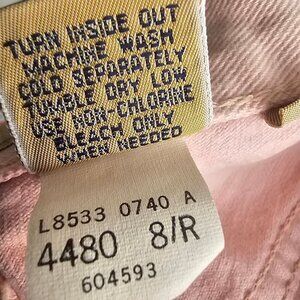 TURN INSIDE OUT
MACHINE WASH
COLD SEPARATELY
TUMBLE DRY LOW
USE NON-CHLORINE
BLEACH ONLY
WHEN NEEDED
L8533 0740 A
4480 8/R
604593